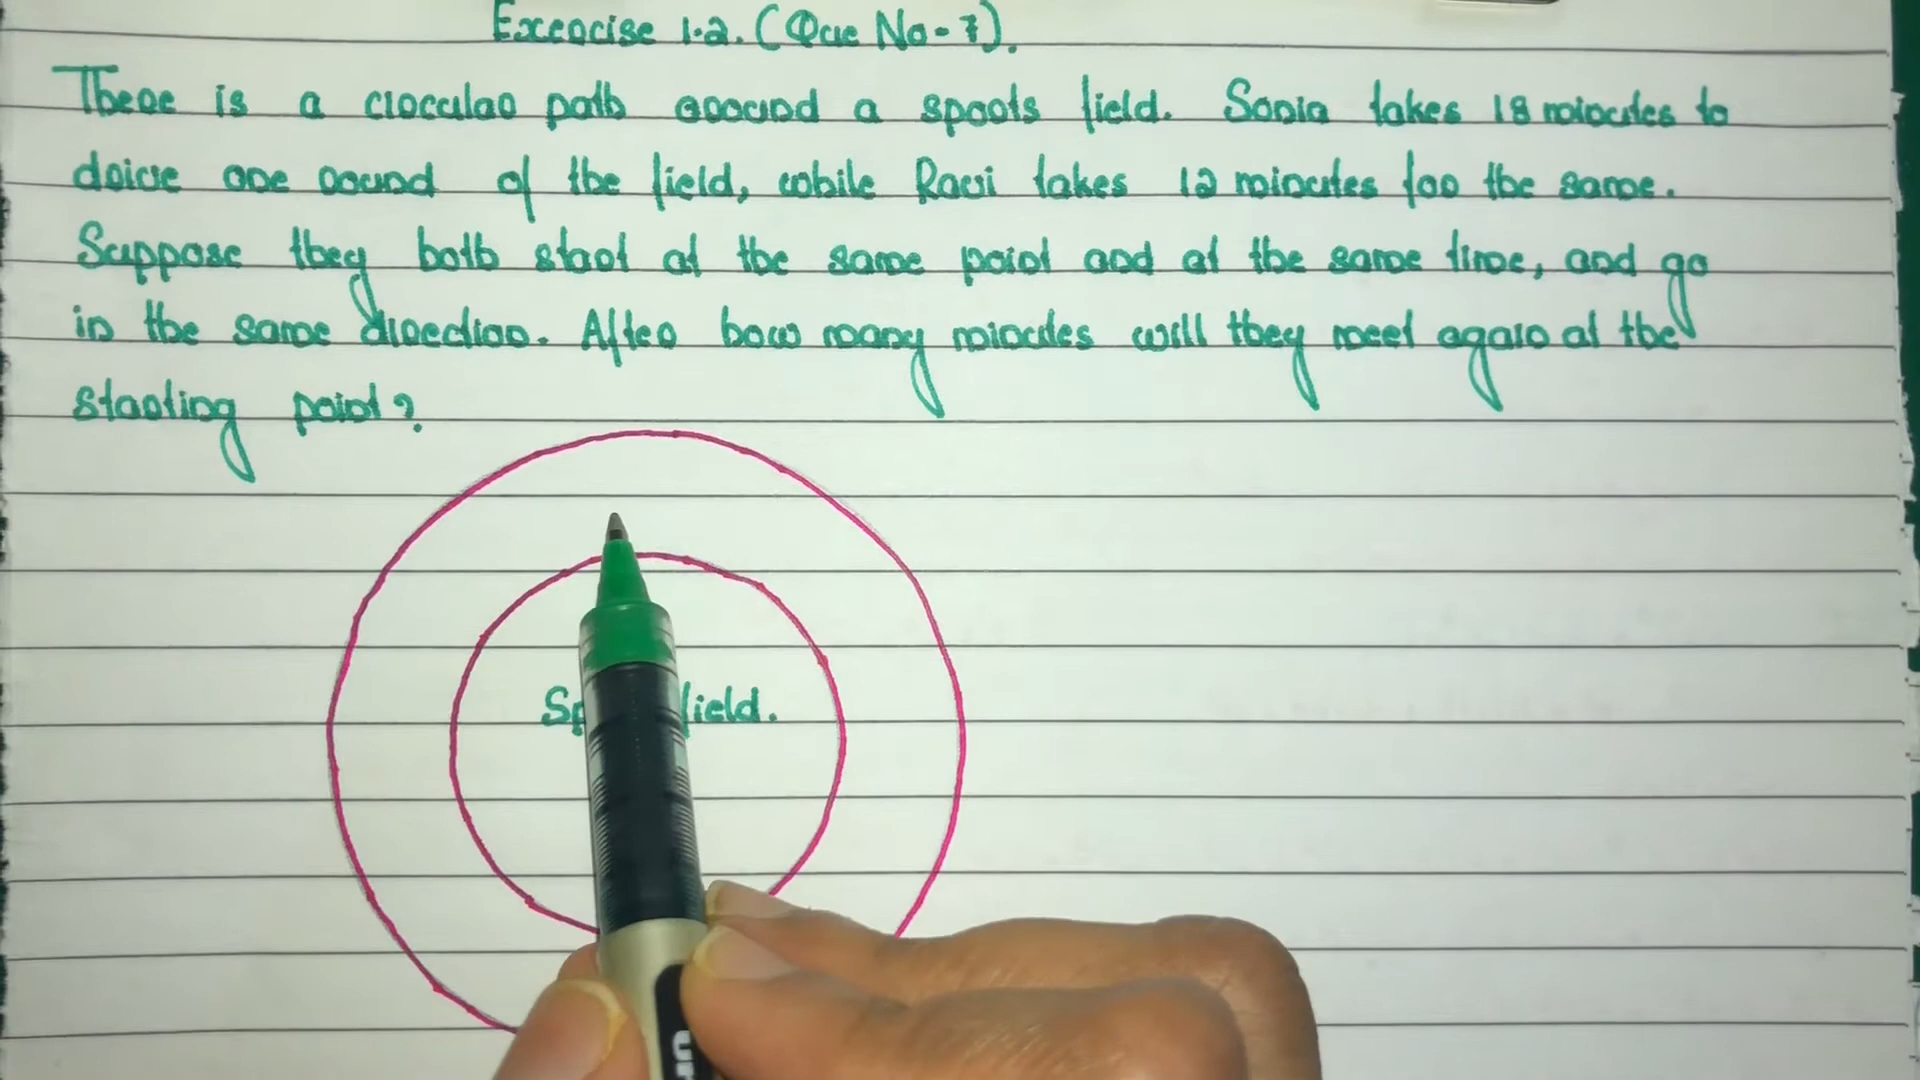 Exercise 1.2. (Que No- 7).
There is a circular path around a sports field. Sonia takes 18 minutes to
drive one round of the field, while Ravi takes 12 minutes for the same.
Suppose they both start at the same point and at the same time, and go
in the same direction. After how many minutes will they meet again at the
starting point?
field.